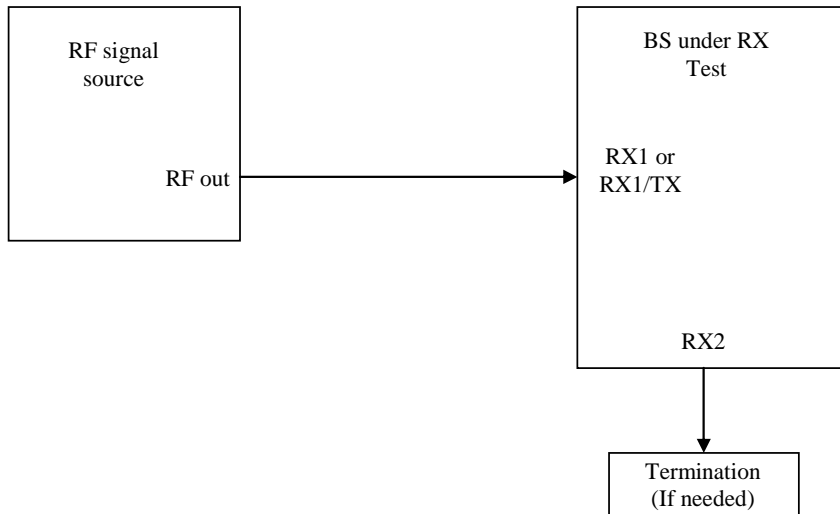 RF signal
source
RF out
BS under RX
Test
RX1 or
RX1/TX
RX2
Termination
(If needed)